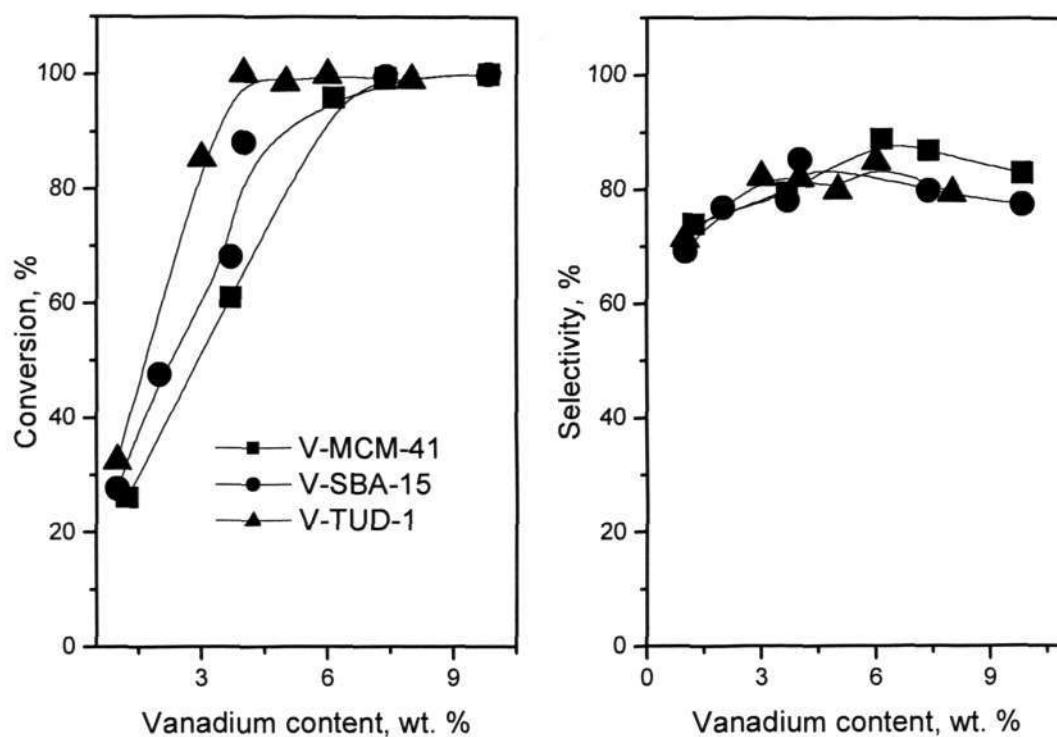 100
80
60
40
20
0
Conversion, %
V-MCM-41
V-SBA-15
V-TUD-1
3
6
9
Vanadium content, wt. %
100
80
60
40
20
0
Selectivity, %
0
3
6
9
Vanadium content, wt. %